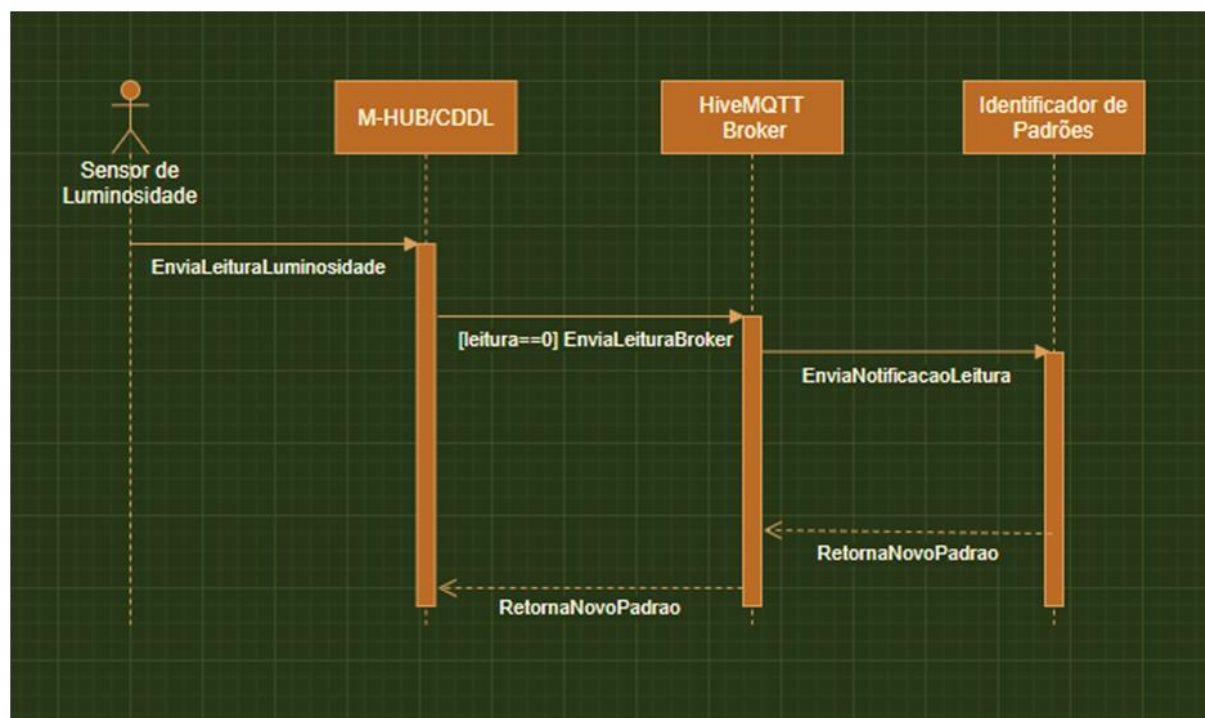 M-HUB/CDDL
HiveMQTT
Broker
Identificador de
Padrões
Sensor de
Luminosidade
EnviaLeituraLuminosidade
[leitura==0] EnviaLeituraBroker
EnviaNotificacaoLeitura
RetornaNovoPadrao
RetornaNovoPadrao